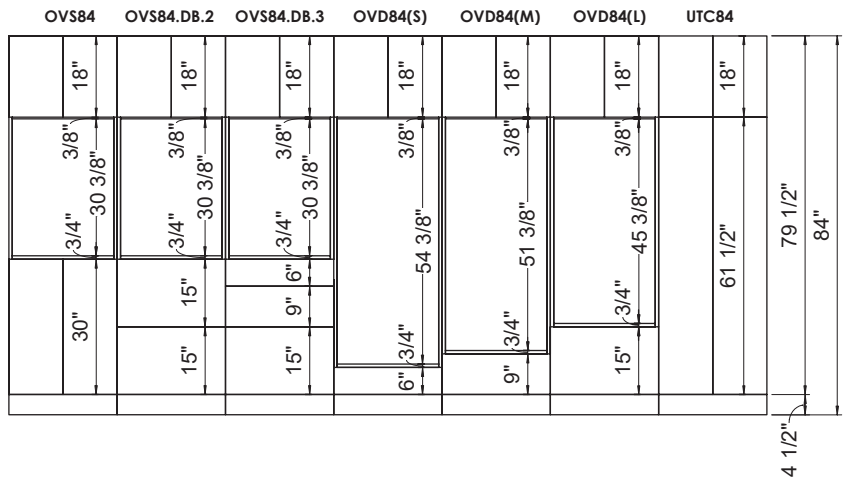 OVS84 OVS84.DB.2 OVS84.DB.3 OVD84(S) OVD84(M) OVD84(L) UTC84
18" 18" 18" 18" 18" 18" 18"
3/8" 3/8" 3/8" 3/8" 3/8" 3/8"
30 3/8" 30 3/8" 30 3/8" 54 3/8" 51 3/8" 45 3/8" 61 1/2" 79 1/2" 84"
3/4" 3/4" 3/4" 3/4" 3/4" 3/4"
30" 15" 6"
9"
15" 15" 6" 9" 15"
4 1/2"